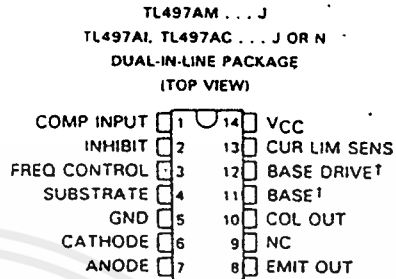 TL497AM . . . J
TL497AI, TL497AC . . . J OR N
DUAL-IN-LINE PACKAGE
(TOP VIEW)
COMP INPUT 1 14 VCC
INHIBIT 2 13 CUR LIM SENS
FREQ CONTROL 3 12 BASE DRIVE†
SUBSTRATE 4 11 BASE†
GND 5 10 COL OUT
CATHODE 6 9 NC
ANODE 7 8 EMIT OUT